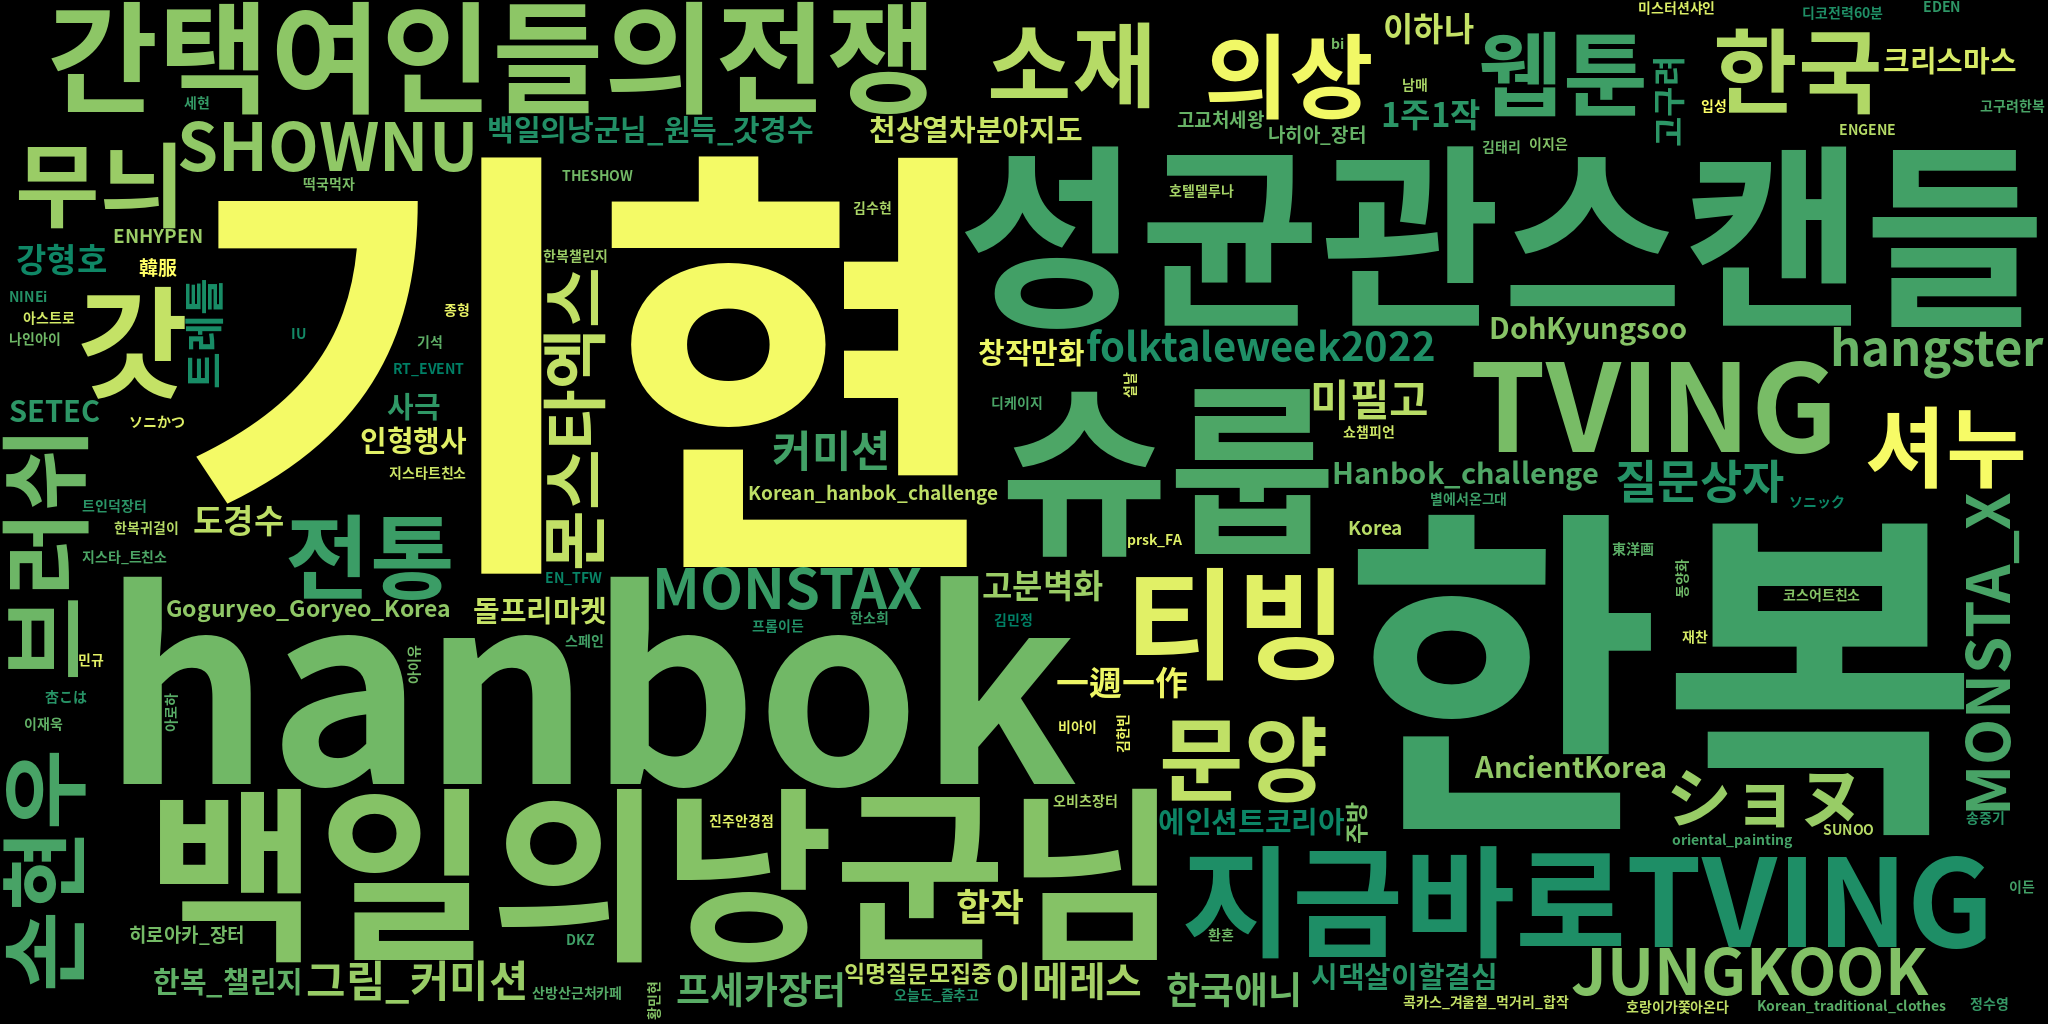 간택여인들의전쟁
소재
의상
bi
이하나
미스터션샤인
디코전력60분
EDEN
웹툰
한국
크리스마스
남매
고구려
세현
SHOWNU
백일의낭군님_원득_갓경수
천상열차분야지도
고교처세왕
나히아_장터
1주1작
입성
고구려한복
ENGENE
무늬
떡국먹자
THESHOW
김태리
이지은
호텔델루나
김수현
성균관스캔들
기현
ENHYPEN
강형호
韓服
한복챌린지
NINEi
아스트로
나인아이
갓
트레틀
IU
종형
기석
RT_EVENT
몬스타엑스
창작만화
folktaleweek2022
DohKyungsoo
hangster
설날
SETEC
ソニかつ
사극
인형행사
지스타트친소
디케이지
미필고
쇼챔피언
TVING
셔누
커미션
Korean_hanbok_challenge
슈룹
Hanbok_challenge
질문상자
별에서온그대
ソニック
브러쉬
트인덕장터
한복귀걸이
지스타_트친소
도경수
전통
prsk_FA
Korea
東洋画
동양화
한복
코스어트친소
재찬
MONSTA_X
EN_TFW
MONSTAX
고분벽화
Goguryeo_Goryeo_Korea
돌프리마켓
스페인
프롬이든
한소희
김민정
티빙
一週一作
hanbok
민규
杏こは
이재욱
아로하
아이유
비아이
김한빈
문양
AncientKorea
ショヌ
SUNOO
송중기
oriental_painting
손현우
백일의낭군님
진주안경점
오비츠장터
에인션트코리아
주방
합작
지금바로TVING
이든
히로아카_장터
DKZ
환혼
한복_챌린지
그림_커미션
산방산근처카페
황민현
프세카장터
익명질문모집중
오늘도_줄추고
이메레스
한국애니
시댁살이할결심
JUNGKOOK
콕카스_겨울철_먹거리_합작
호랑이가쫓아온다
Korean_traditional_clothes
정수영